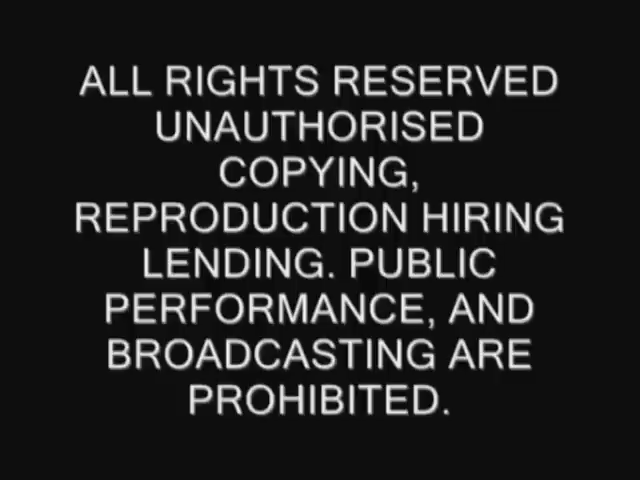 ALL RIGHTS RESERVED
UNAUTHORISED
COPYING,
REPRODUCTION HIRING
LENDING. PUBLIC
PERFORMANCE, AND
BROADCASTING ARE
PROHIBITED.